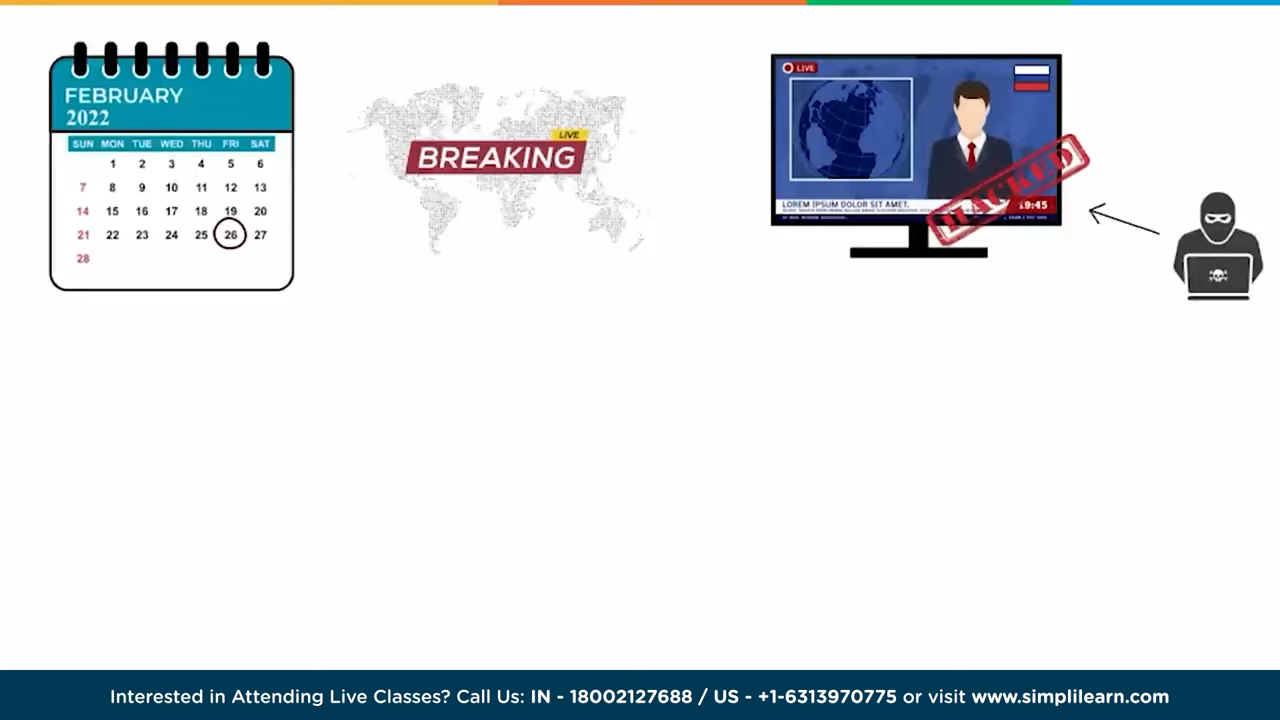 FEBRUARY
2022
SUN MON TUE WED THU FRI SAT
1 2 3 4 5 6
7 8 9 10 11 12 13
14 15 16 17 18 19 20
21 22 23 24 25 26 27
28
LIVE
BREAKING
LIVE
LOREM IPSUM DOLOR SIT AMET.
19:45
HACKED
Interested in Attending Live Classes? Call Us: IN - 18002127688 / US - +1-6313970775 or visit www.simplilearn.com